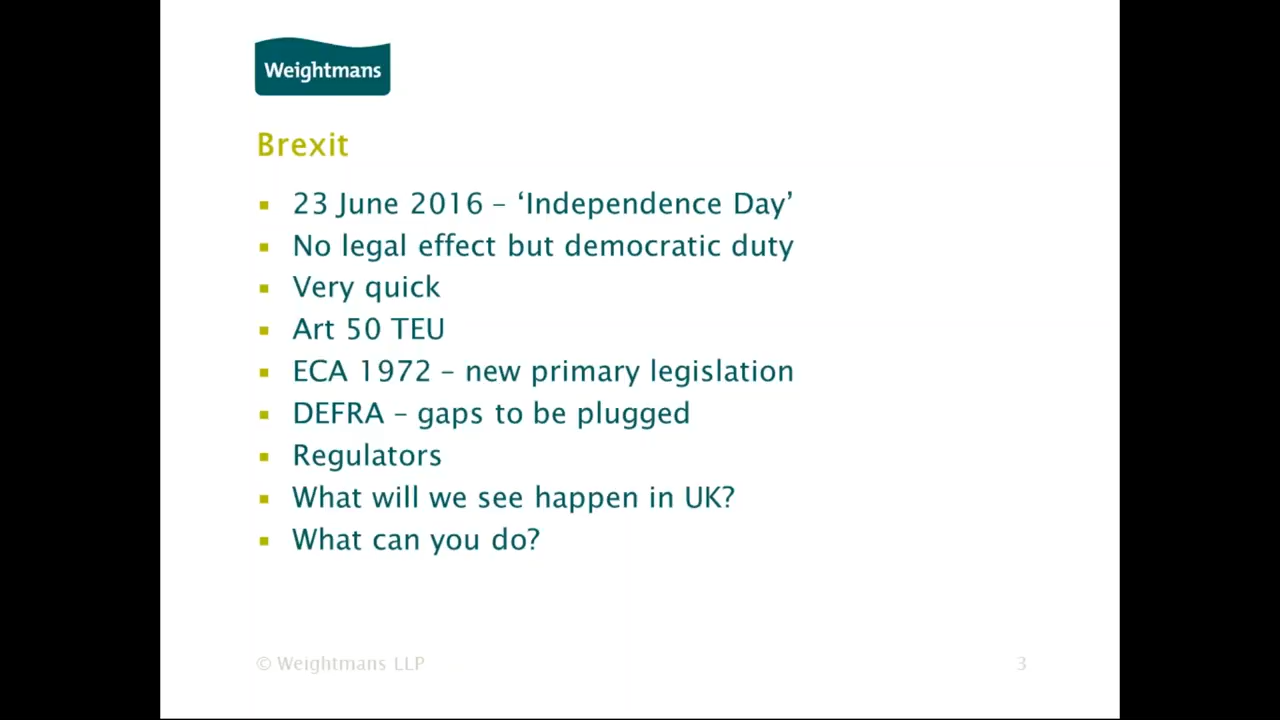 Weightmans
Brexit
▪ 23 June 2016 – ‘Independence Day’
▪ No legal effect but democratic duty
▪ Very quick
▪ Art 50 TEU
▪ ECA 1972 – new primary legislation
▪ DEFRA – gaps to be plugged
▪ Regulators
▪ What will we see happen in UK?
▪ What can you do?
© Weightmans LLP 3